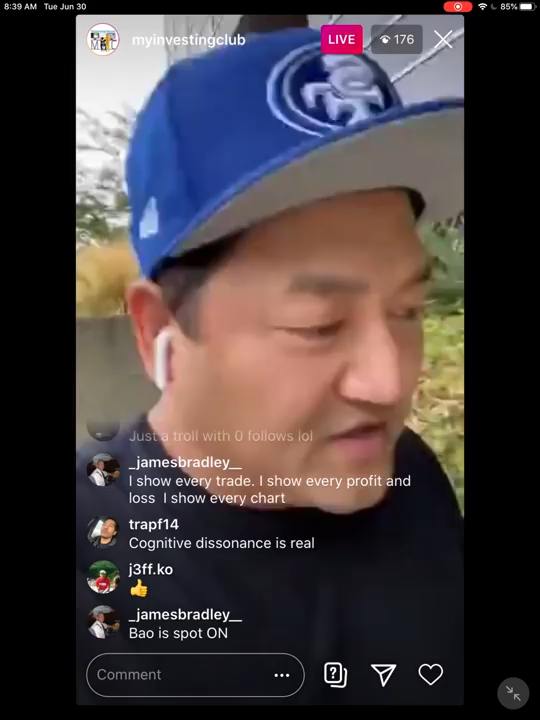 8:39 AM Tue Jun 30
85%
myinvestingclub
LIVE
176
Just a troll with 0 follows lol
_jamesbradley__
I show every trade. I show every profit and
loss I show every chart
trapf14
Cognitive dissonance is real
j3ff.ko
👍
_jamesbradley__
Bao is spot ON
Comment